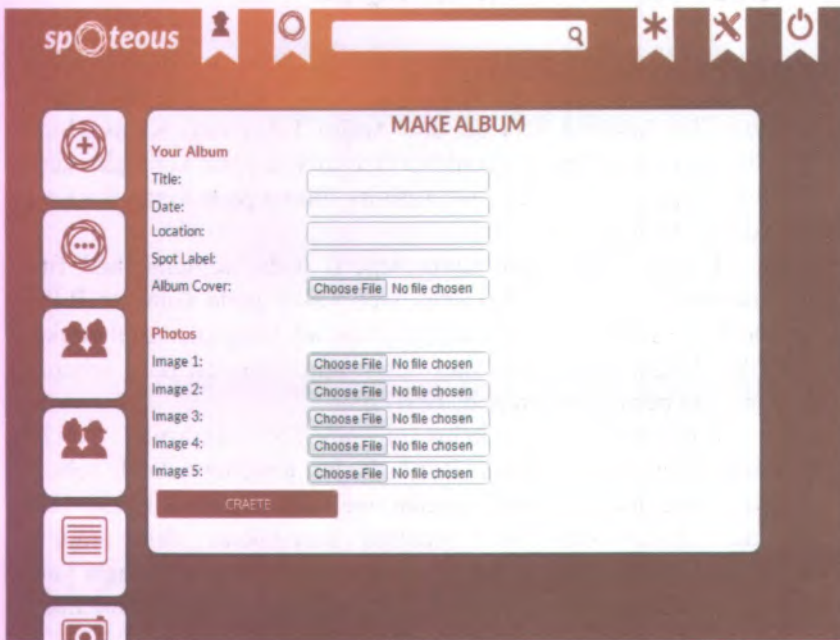 spoteous
MAKE ALBUM
Your Album
Title:
Date:
Location:
Spot Label:
Album Cover: Choose File No file chosen
Photos
Image 1: Choose File No file chosen
Image 2: Choose File No file chosen
Image 3: Choose File No file chosen
Image 4: Choose File No file chosen
Image 5: Choose File No file chosen
CRAETE